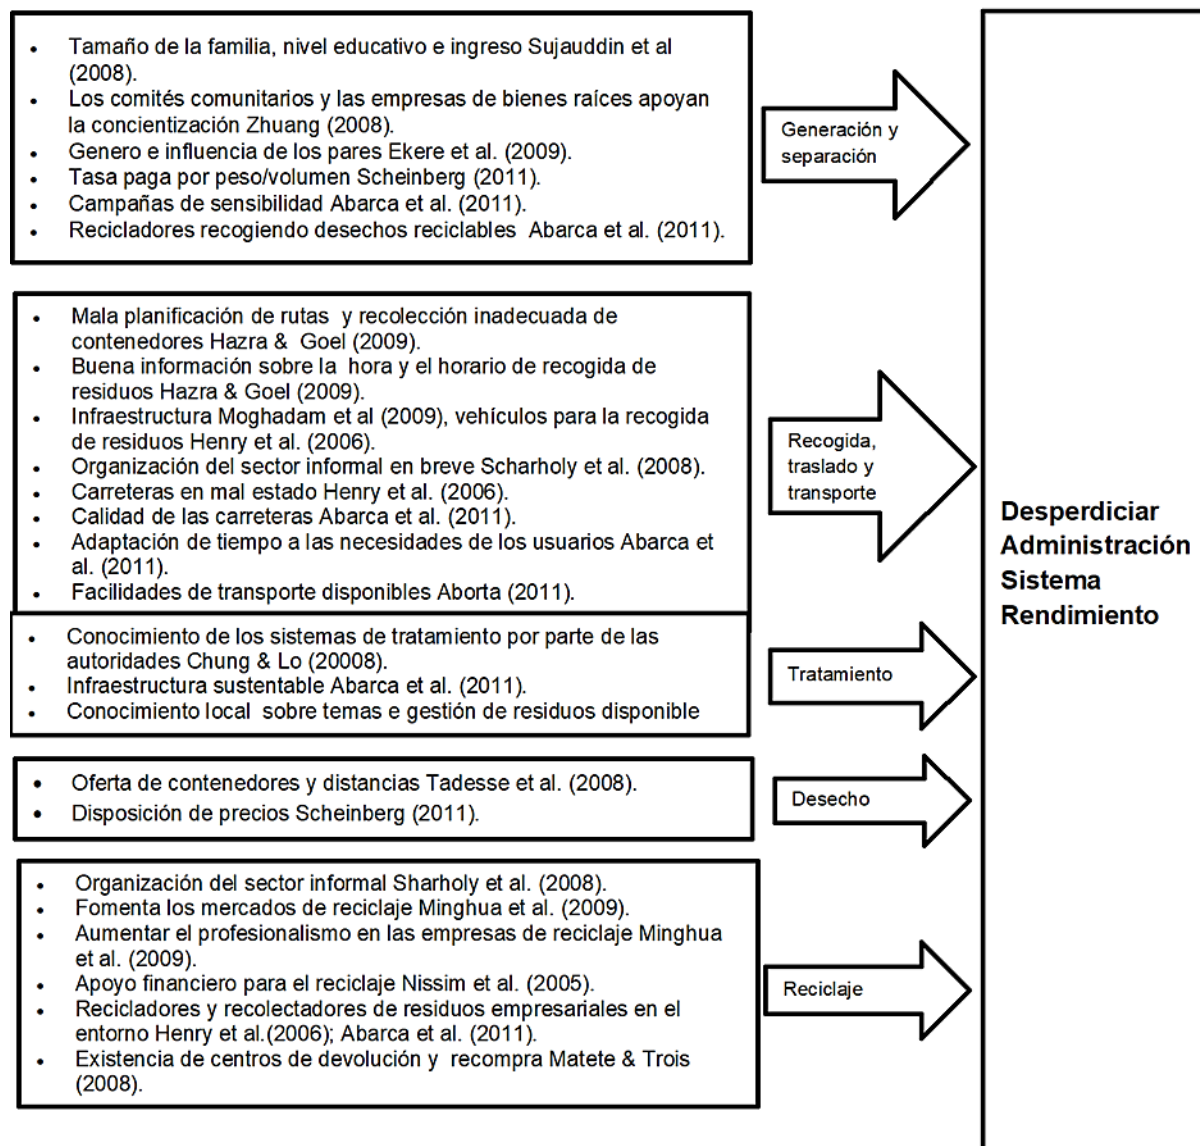 • Tamaño de la familia, nivel educativo e ingreso Sujauddin et al
(2008).
• Los comités comunitarios y las empresas de bienes raíces apoyan
la concientización Zhuang (2008).
• Genero e influencia de los pares Ekere et al. (2009).
• Tasa paga por peso/volumen Scheinberg (2011).
• Campañas de sensibilidad Abarca et al. (2011).
• Recicladores recogiendo desechos reciclables Abarca et al. (2011).
Generación y
separación
• Mala planificación de rutas y recolección inadecuada de
contenedores Hazra & Goel (2009).
• Buena información sobre la hora y el horario de recogida de
residuos Hazra & Goel (2009).
• Infraestructura Moghadam et al (2009), vehículos para la recogida
de residuos Henry et al. (2006).
• Organización del sector informal en breve Scharholy et al. (2008).
• Carreteras en mal estado Henry et al. (2006).
• Calidad de las carreteras Abarca et al. (2011).
• Adaptación de tiempo a las necesidades de los usuarios Abarca et
al. (2011).
• Facilidades de transporte disponibles Aborta (2011).
Recogida,
traslado y
transporte
• Conocimiento de los sistemas de tratamiento por parte de las
autoridades Chung & Lo (20008).
• Infraestructura sustentable Abarca et al. (2011).
• Conocimiento local sobre temas e gestión de residuos disponible
Tratamiento
• Oferta de contenedores y distancias Tadesse et al. (2008).
• Disposición de precios Scheinberg (2011).
Desecho
• Organización del sector informal Sharholy et al. (2008).
• Fomenta los mercados de reciclaje Minghua et al. (2009).
• Aumentar el profesionalismo en las empresas de reciclaje Minghua
et al. (2009).
• Apoyo financiero para el reciclaje Nissim et al. (2005).
• Recicladores y recolectadores de residuos empresariales en el
entorno Henry et al.(2006); Abarca et al. (2011).
• Existencia de centros de devolución y recompra Matete & Trois
(2008).
Reciclaje
Desperdiciar
Administración
Sistema
Rendimiento